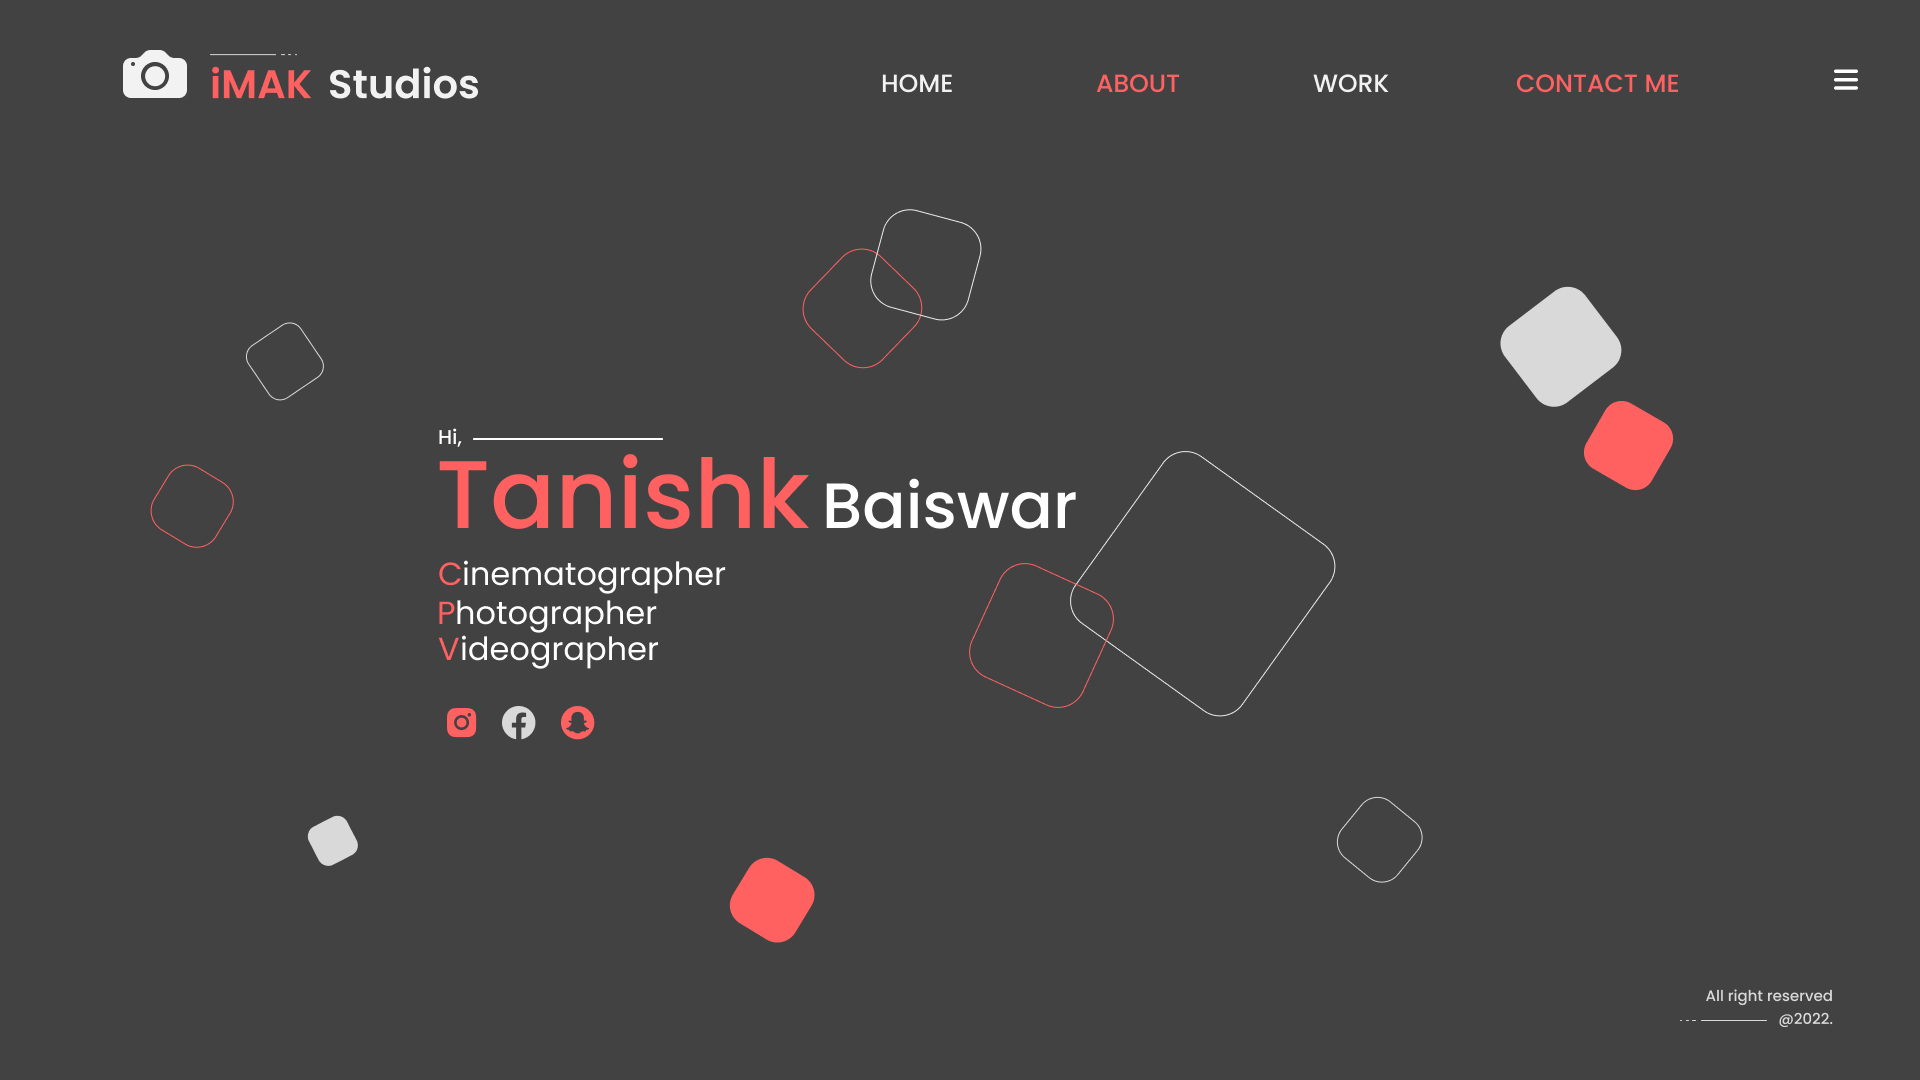 iMAK Studios
HOME ABOUT WORK CONTACT ME
Hi,
Tanishk Baiswar
Cinematographer
Photographer
Videographer
All right reserved
@2022.